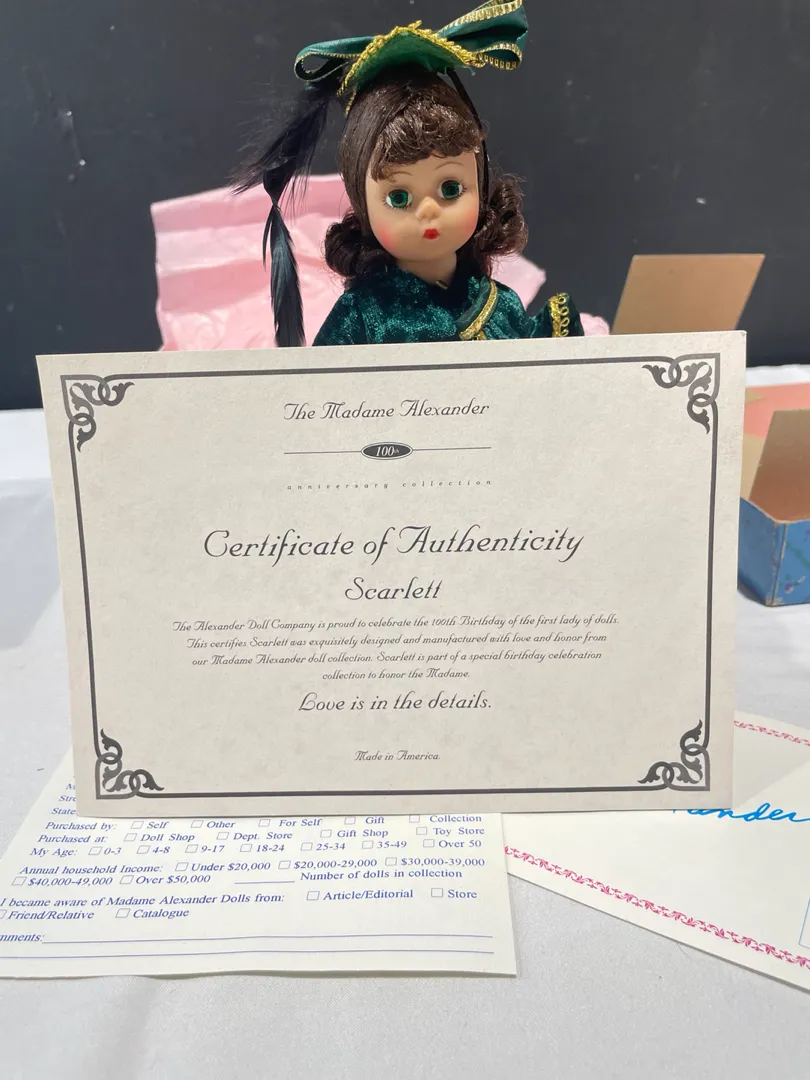 The Madame Alexander
100th
anniversary collection
Certificate of Authenticity
Scarlett
The Alexander Doll Company is proud to celebrate the 100th Birthday of the first lady of dolls.
This certifies Scarlett was exquisitely designed and manufactured with love and honor from
our Madame Alexander doll collection. Scarlett is part of a special birthday celebration
collection to honor the Madame.
Love is in the details.
Made in America.
State
Purchased by: Self Other For Self Gift Collection
Purchased at: Doll Shop Dept. Store Gift Shop Toy Store
My Age: 0-3 4-8 9-17 18-24 25-34 35-49 Over 50
Annual household Income: Under $20,000 $20,000-29,000 $30,000-39,000
$40,000-49,000 Over $50,000 Number of dolls in collection
I became aware of Madame Alexander Dolls from: Article/Editorial Store
Friend/Relative Catalogue